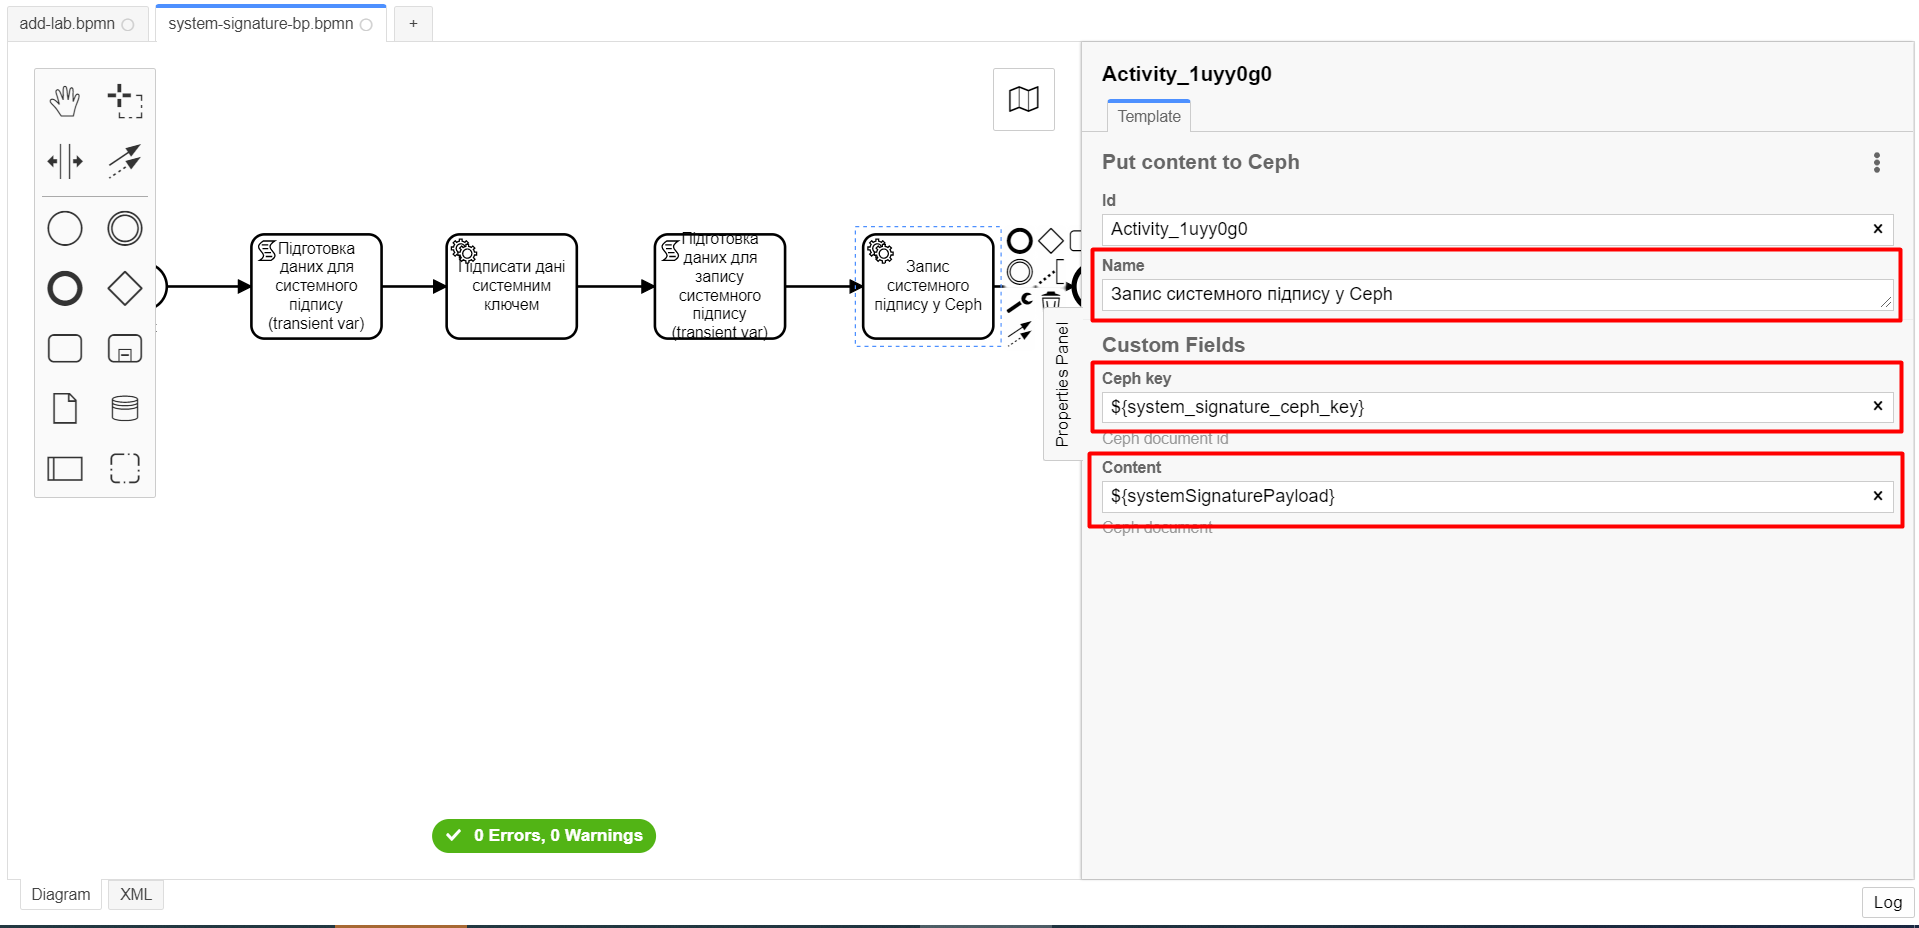 add-lab.bpmn
system-signature-bp.bpmn
+
Підготовка
даних для
системного
підпису
(transient var)
Підписати дані
системним
ключем
Підготовка
даних для
запису
системного
підпису
(transient var)
Запис
системного
підпису у Ceph
Properties Panel
0 Errors, 0 Warnings
Diagram
XML
Activity_1uyy0g0
Template
Put content to Ceph
Id
Activity_1uyy0g0
Name
Запис системного підпису у Ceph
Custom Fields
Ceph key
${system_signature_ceph_key}
Ceph document id
Content
${systemSignaturePayload}
Ceph document
Log